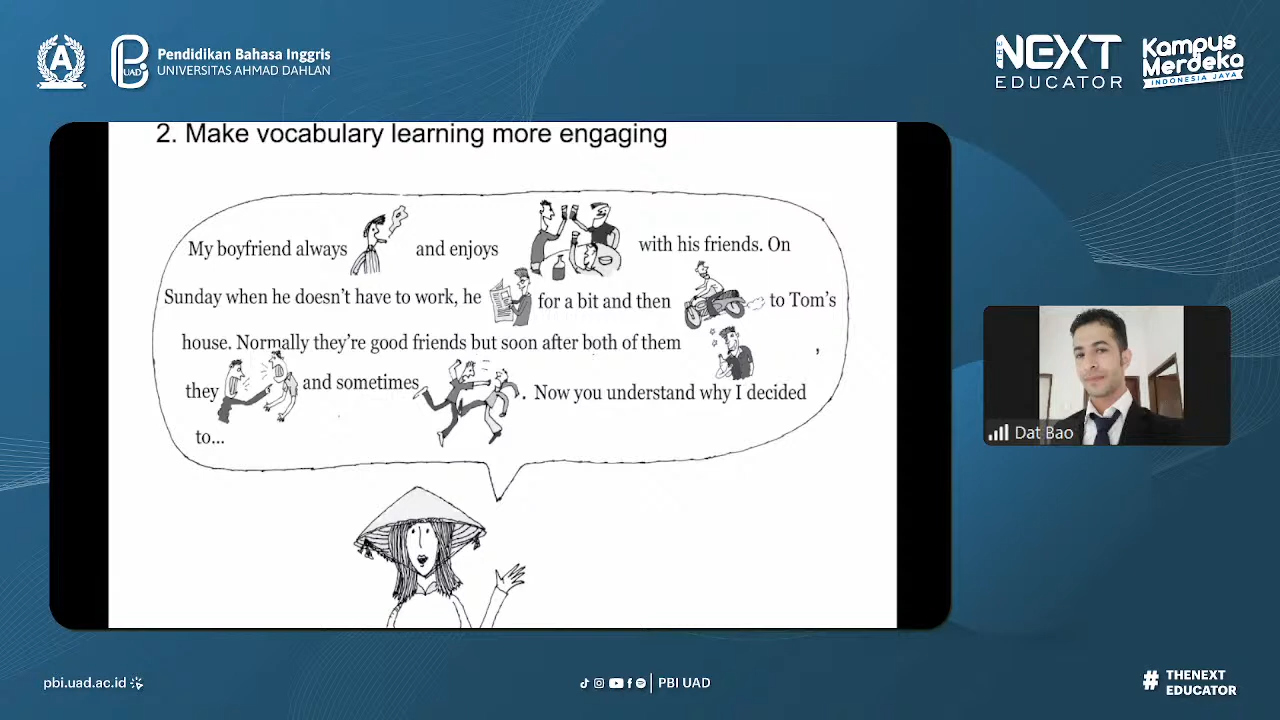 A
UAD
Pendidikan Bahasa Inggris
UNIVERSITAS AHMAD DAHLAN
THE NEXT
EDUCATOR
Kampus
Merdeka
INDONESIA JAYA
2. Make vocabulary learning more engaging
My boyfriend always and enjoys with his friends. On
Sunday when he doesn't have to work, he for a bit and then to Tom's
house. Normally they're good friends but soon after both of them ,
they and sometimes . Now you understand why I decided
to...
Dat Bao
pbi.uad.ac.id
PBI UAD
# THENEXT
EDUCATOR